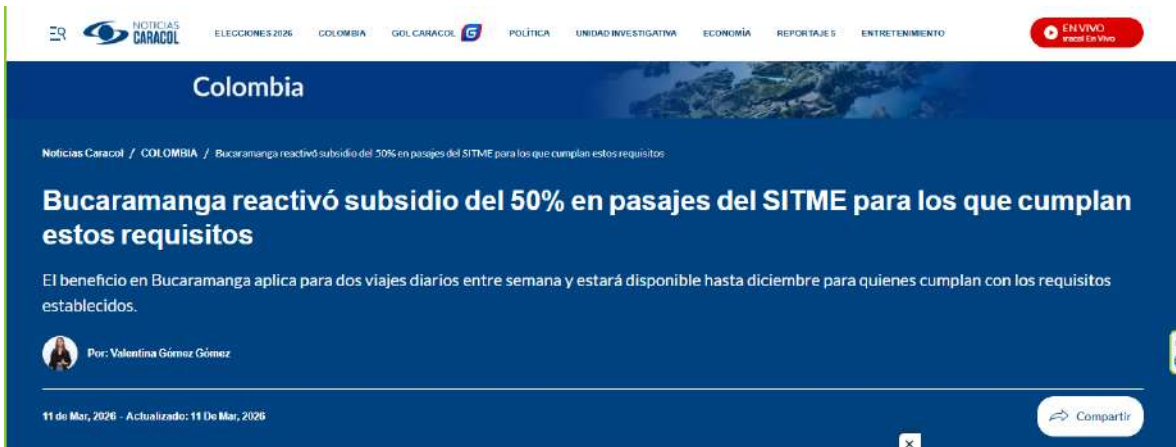 NOTICIAS
CARACOL
ELECCIONES 2026 COLOMBIA GOL CARACOL G POLÍTICA UNIDAD INVESTIGATIVA ECONOMÍA REPORTAJES ENTRETENIMIENTO
EN VIVO
En Vivo
Colombia
Noticias Caracol / COLOMBIA / Bucaramanga reactivó subsidio del 50% en pasajes del SITME para los que cumplan estos requisitos
Bucaramanga reactivó subsidio del 50% en pasajes del SITME para los que cumplan
estos requisitos
El beneficio en Bucaramanga aplica para dos viajes diarios entre semana y estará disponible hasta diciembre para quienes cumplan con los requisitos
establecidos.
Por: Valentina Gómez Gómez
11 de Mar, 2026 - Actualizado: 11 De Mar, 2026
Compartir